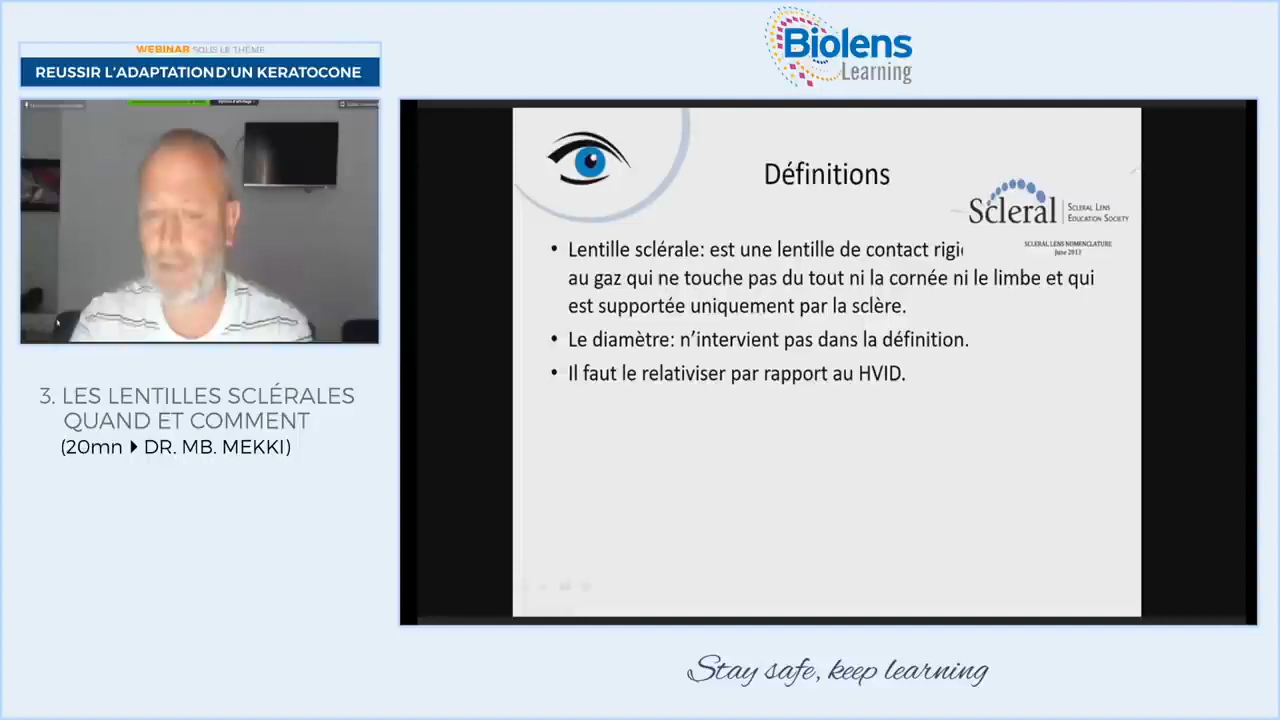 Biolens
Learning
WEBINAR SOUS LE THÈME
REUSSIR L'ADAPTATION D'UN KERATOCONE
3. LES LENTILLES SCLÉRALES
QUAND ET COMMENT
(20mn DR. MB. MEKKI)
Définitions
Scleral
SCLERAL LENS
EDUCATION SOCIETY
SCLERAL LENS NOMENCLATURE
June 2013
• Lentille sclérale: est une lentille de contact rigi
au gaz qui ne touche pas du tout ni la cornée ni le limbe et qui
est supportée uniquement par la sclère.
• Le diamètre: n'intervient pas dans la définition.
• Il faut le relativiser par rapport au HVID.
Stay safe, keep learning